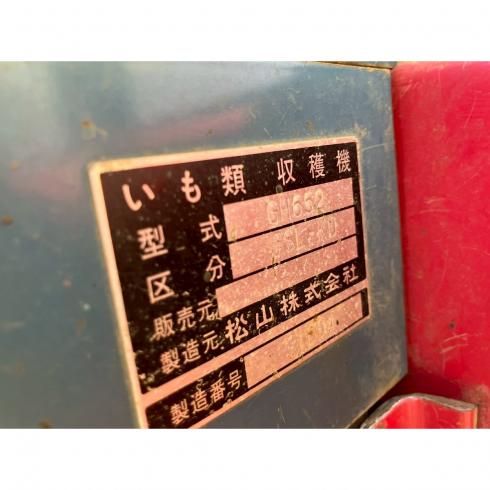 いも類 収穫機
型式 GH652
区分
販売元
製造元 松山株式会社
製造番号